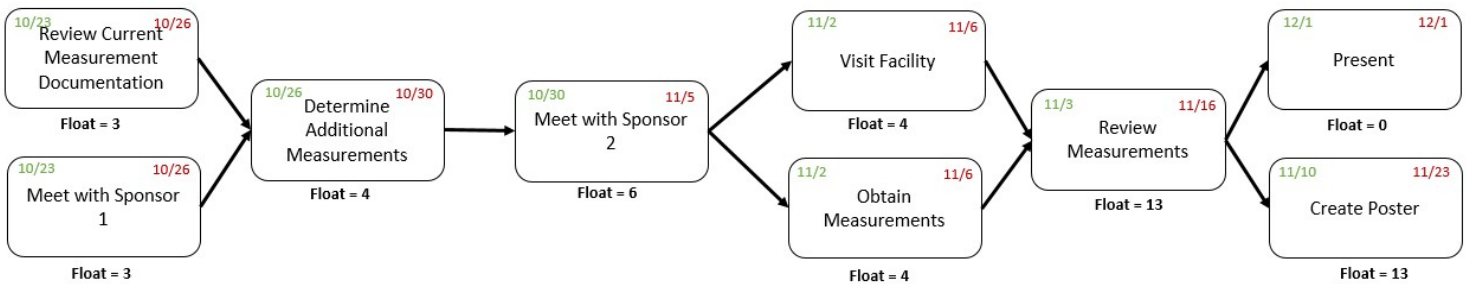 10/23 10/26
Review Current
Measurement
Documentation
Float = 3
10/23 10/26
Meet with Sponsor
1
Float = 3
10/26 10/30
Determine
Additional
Measurements
Float = 4
10/30 11/5
Meet with Sponsor
2
Float = 6
11/2 11/6
Visit Facility
Float = 4
11/2 11/6
Obtain
Measurements
Float = 4
11/3 11/16
Review
Measurements
Float = 13
12/1 12/1
Present
Float = 0
11/10 11/23
Create Poster
Float = 13